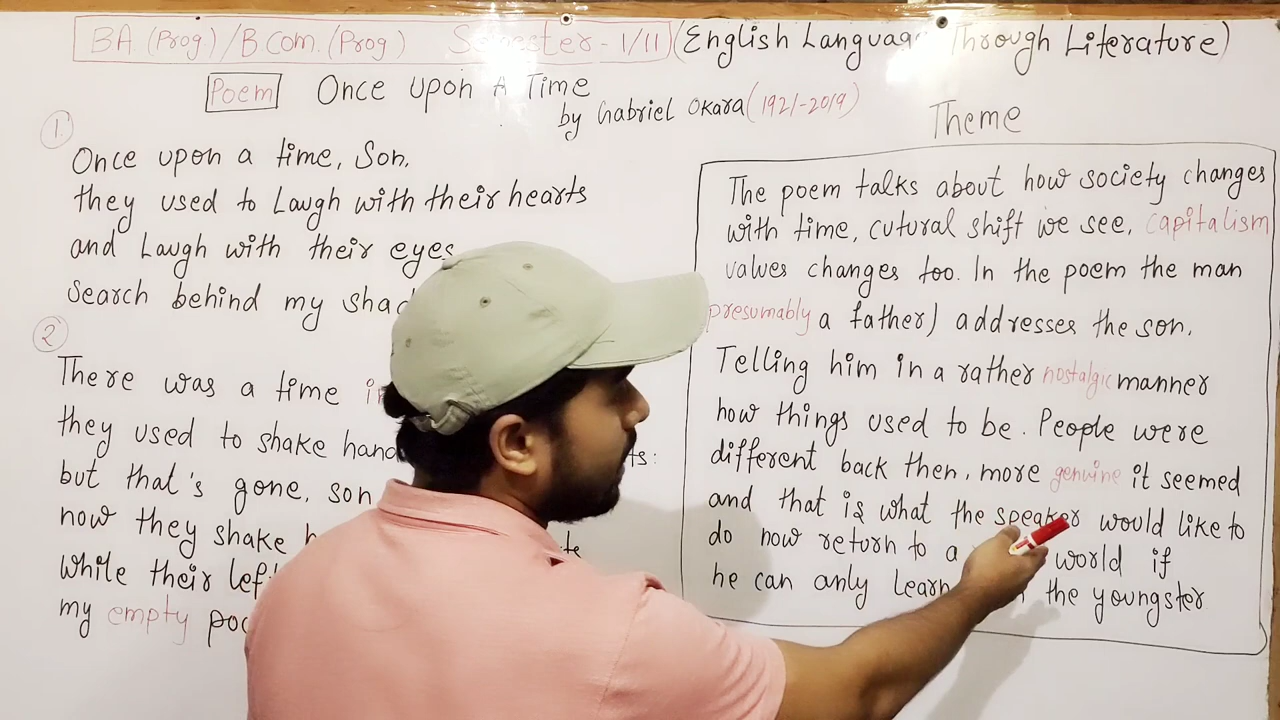 BA (Prog) / B Com. (Prog) Semester - I/II (English Language Through Literature)
Poem Once Upon A Time
by Gabriel Okara (1921-2019)
1.
Once upon a time, Son,
they used to Laugh with their hearts
and Laugh with their eyes
Search behind my
2
There was a time
they used to shake
but that's gone, son
now they shake
while their
my empty
Theme
The poem talks about how society changes
with time, cutural shift we see, capitalism
values changes too. In the poem the man
presumably a father) addresses the son.
Telling him in a rather nostalgic manner
how things used to be. People were
different back then, more genuine it seemed
and that is what the speaker would like to
do now return to a world if
he can only Learn the youngster